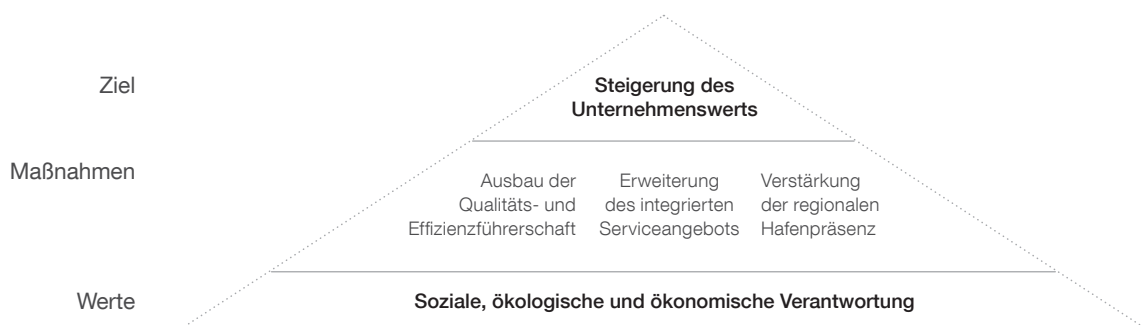 Ziel
Steigerung des
Unternehmenswerts
Maßnahmen
Ausbau der
Qualitäts- und
Effizienzführerschaft
Erweiterung
des integrierten
Serviceangebots
Verstärkung
der regionalen
Hafenpräsenz
Werte
Soziale, ökologische und ökonomische Verantwortung